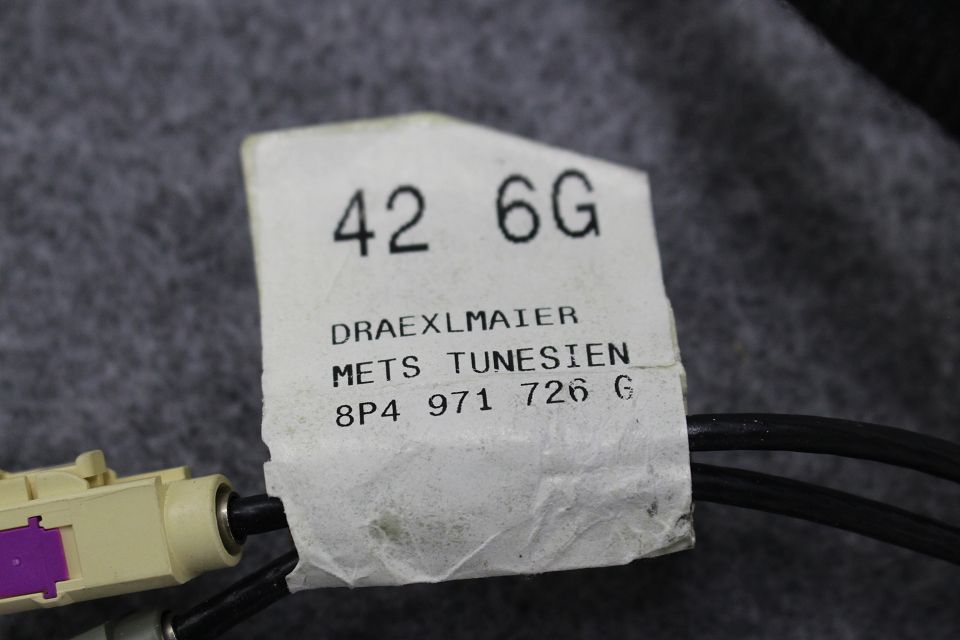 42 6G
DRAEXLMAIER
METS TUNESIEN
8P4 971 726 G